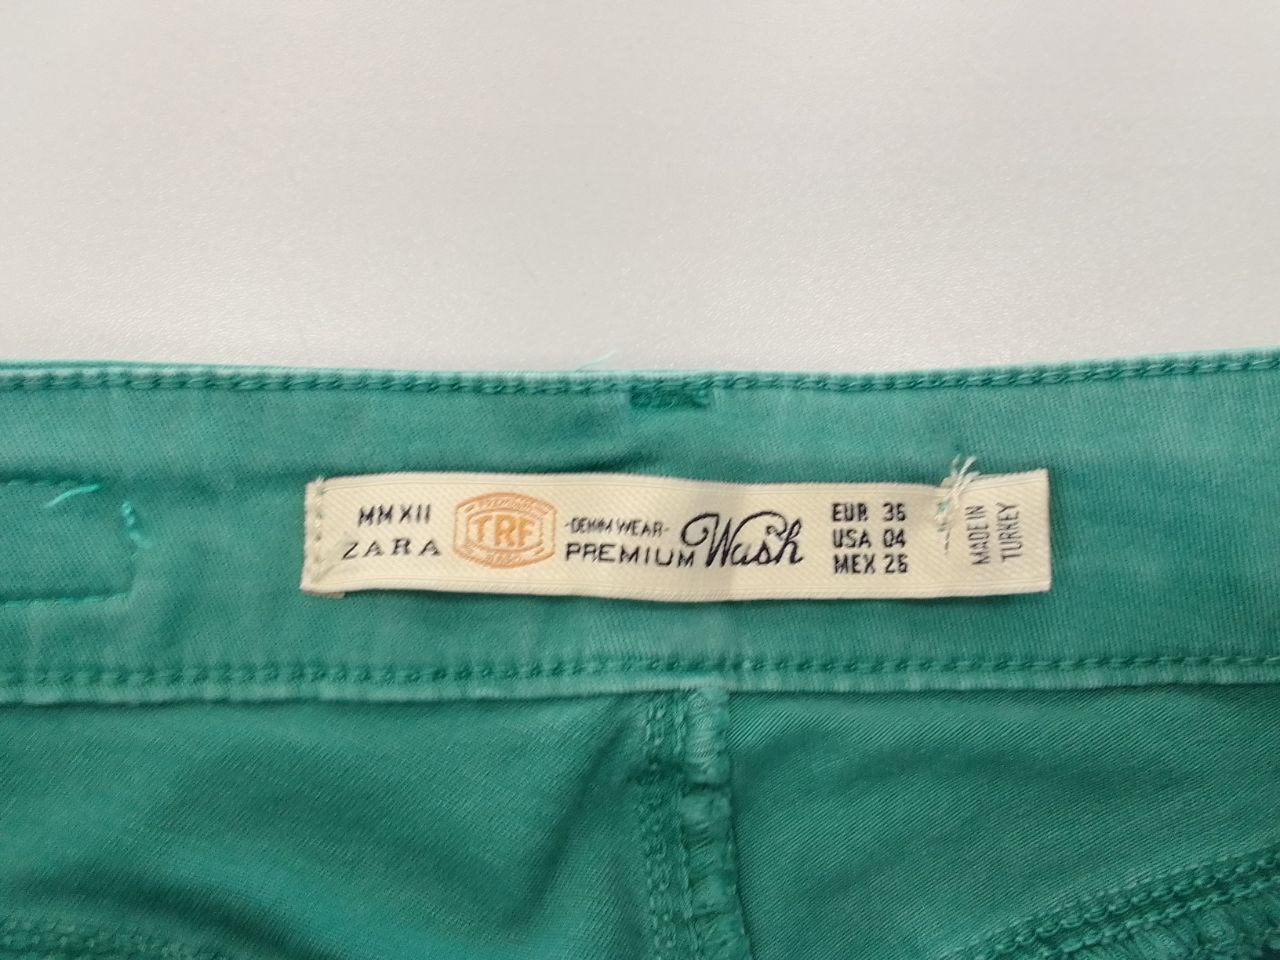 MMXII
ZARA
TRF
-DENIM WEAR-
PREMIUM Wash
EUR 36
USA 04
MEX 26
MADE IN
TURKEY